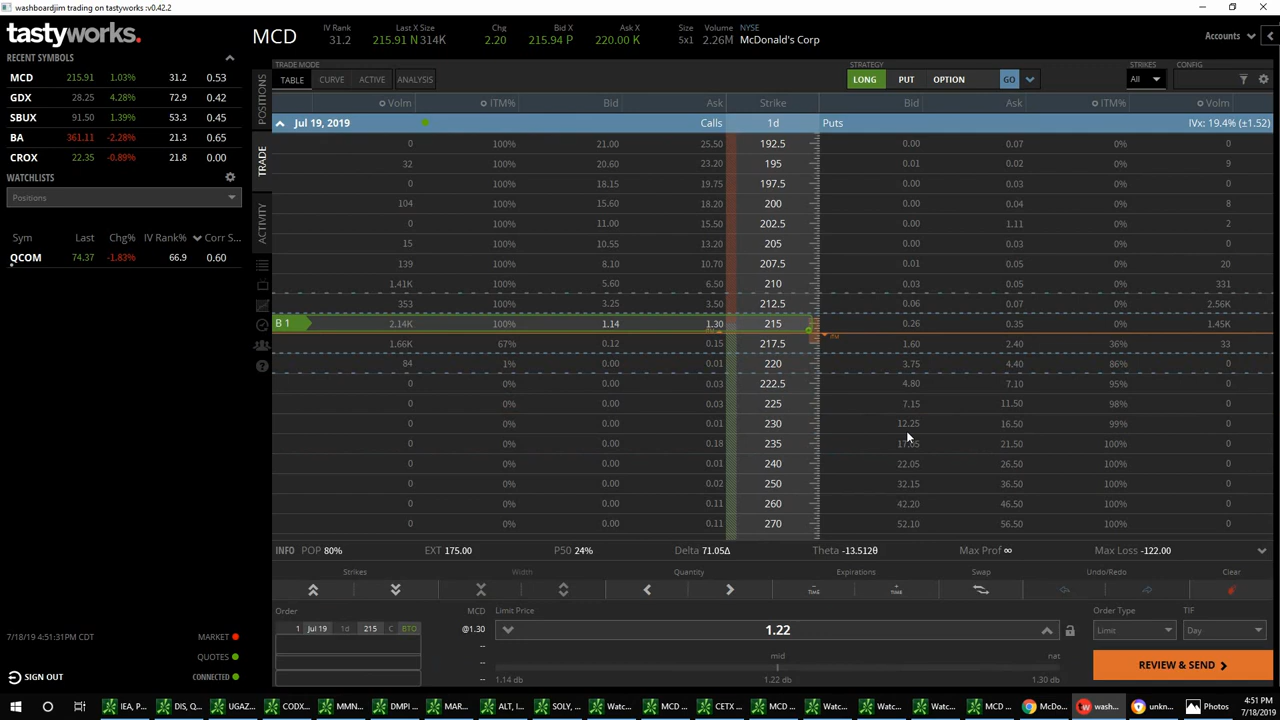 washboardjim trading on tastyworks :v0.42.2
tastyworks.
MCD
IV Rank
31.2
Last X Size
215.91 N 314K
Chg
2.20
Bid X
215.94 P
Ask X
220.00 K
Size
5x1
Volume
2.26M
NYSE
McDonald's Corp
Accounts
RECENT SYMBOLS
MCD 215.91 1.03% 31.2 0.53
GDX 28.25 4.28% 72.9 0.42
SBUX 91.50 1.39% 53.3 0.45
BA 361.11 -2.28% 21.3 0.65
CROX 22.35 -0.89% 21.8 0.00
WATCHLISTS
Positions
Sym Last Chg% IV Rank% Corr S...
QCOM 74.37 -1.83% 66.9 0.60
7/18/19 4:51:31PM CDT
MARKET
QUOTES
SIGN OUT
CONNECTED
POSITIONS
TRADE
ACTIVITY
TRADE MODE
TABLE CURVE ACTIVE ANALYSIS
STRATEGY
LONG PUT OPTION GO
STRIKES
All
CONFIG
Volm ITM% Bid Ask Strike Bid Ask ITM% Volm
Jul 19, 2019 Calls 1d Puts IVx: 19.4% (±1.52)
0 100% 21.00 25.50 192.5 0.00 0.07 0% 0
32 100% 20.60 23.20 195 0.01 0.02 0% 9
0 100% 18.15 19.75 197.5 0.00 0.03 0% 0
104 100% 15.60 18.20 200 0.00 0.04 0% 8
0 100% 11.00 15.50 202.5 0.00 1.11 0% 2
15 100% 10.55 13.20 205 0.00 0.03 0% 0
139 100% 8.10 10.70 207.5 0.01 0.05 0% 20
1.41K 100% 5.60 6.50 210 0.03 0.05 0% 331
353 100% 3.25 3.50 212.5 0.06 0.07 0% 2.56K
B 1 2.14K 100% 1.14 1.30 215 0.26 0.35 0% 1.45K
1.66K 67% 0.12 0.15 217.5 1.60 2.40 36% 33
84 1% 0.00 0.01 220 3.75 4.40 86% 0
0 0% 0.00 0.03 222.5 4.80 7.10 95% 0
0 0% 0.00 0.03 225 7.15 11.50 98% 0
0 0% 0.00 0.03 230 12.25 16.50 99% 0
0 0% 0.00 0.18 235 21.50 100% 0
0 0% 0.00 0.01 240 22.05 26.50 100% 0
0 0% 0.00 0.02 250 32.15 36.50 100% 0
0 0% 0.00 0.11 260 42.20 46.50 100% 0
0 0% 0.00 0.11 270 52.10 56.50 100% 0
INFO POP 80% EXT 175.00 P50 24% Delta 71.05Δ Theta -13.512Θ Max Prof ∞ Max Loss -122.00
Strikes Width Quantity Expirations Swap Undo/Redo Clear
TIME TIME
Order MCD Limit Price Order Type TIF
1 Jul 19 1d 215 C BTO @1.30 1.22 Limit Day
--
--
--
mid nat
1.14 db 1.22 db 1.30 db
REVIEW & SEND
IEA, P... DIS, Q... UGAZ... CODX... MMN... DMPI ... MAR... ALT, I... SOLY, ... Watc... MCD ... CETX ... MCD ... Watc... Watc... Watc... MCD ... McDo... wash... unkn... Photos
4:51 PM
7/18/2019